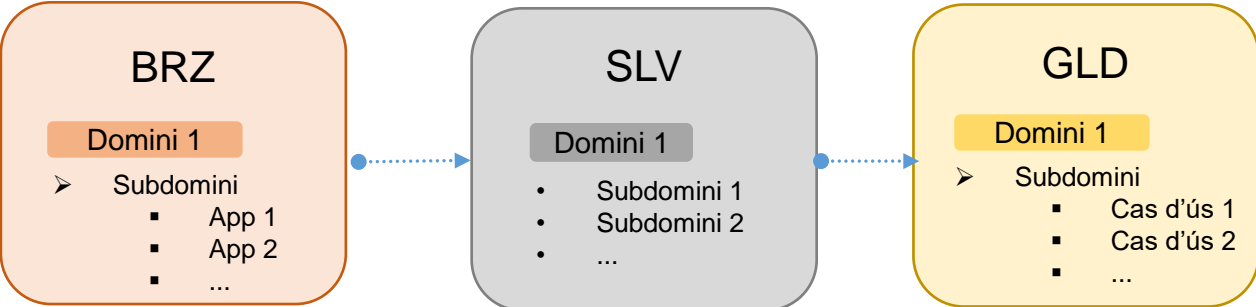 BRZ
Domini 1
➢ Subdomini
▪ App 1
▪ App 2
▪ ...
SLV
Domini 1
• Subdomini 1
• Subdomini 2
• ...
GLD
Domini 1
➢ Subdomini
▪ Cas d'ús 1
▪ Cas d'ús 2
▪ ...